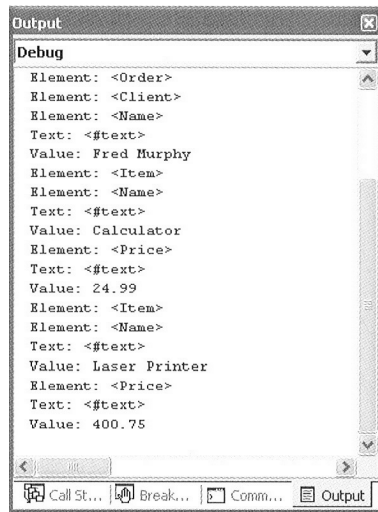 Output
Debug
Element: <Order>
Element: <Client>
Element: <Name>
Text: <#text>
Value: Fred Murphy
Element: <Item>
Element: <Name>
Text: <#text>
Value: Calculator
Element: <Price>
Text: <#text>
Value: 24.99
Element: <Item>
Element: <Name>
Text: <#text>
Value: Laser Printer
Element: <Price>
Text: <#text>
Value: 400.75
Call St... Break... Comm... Output